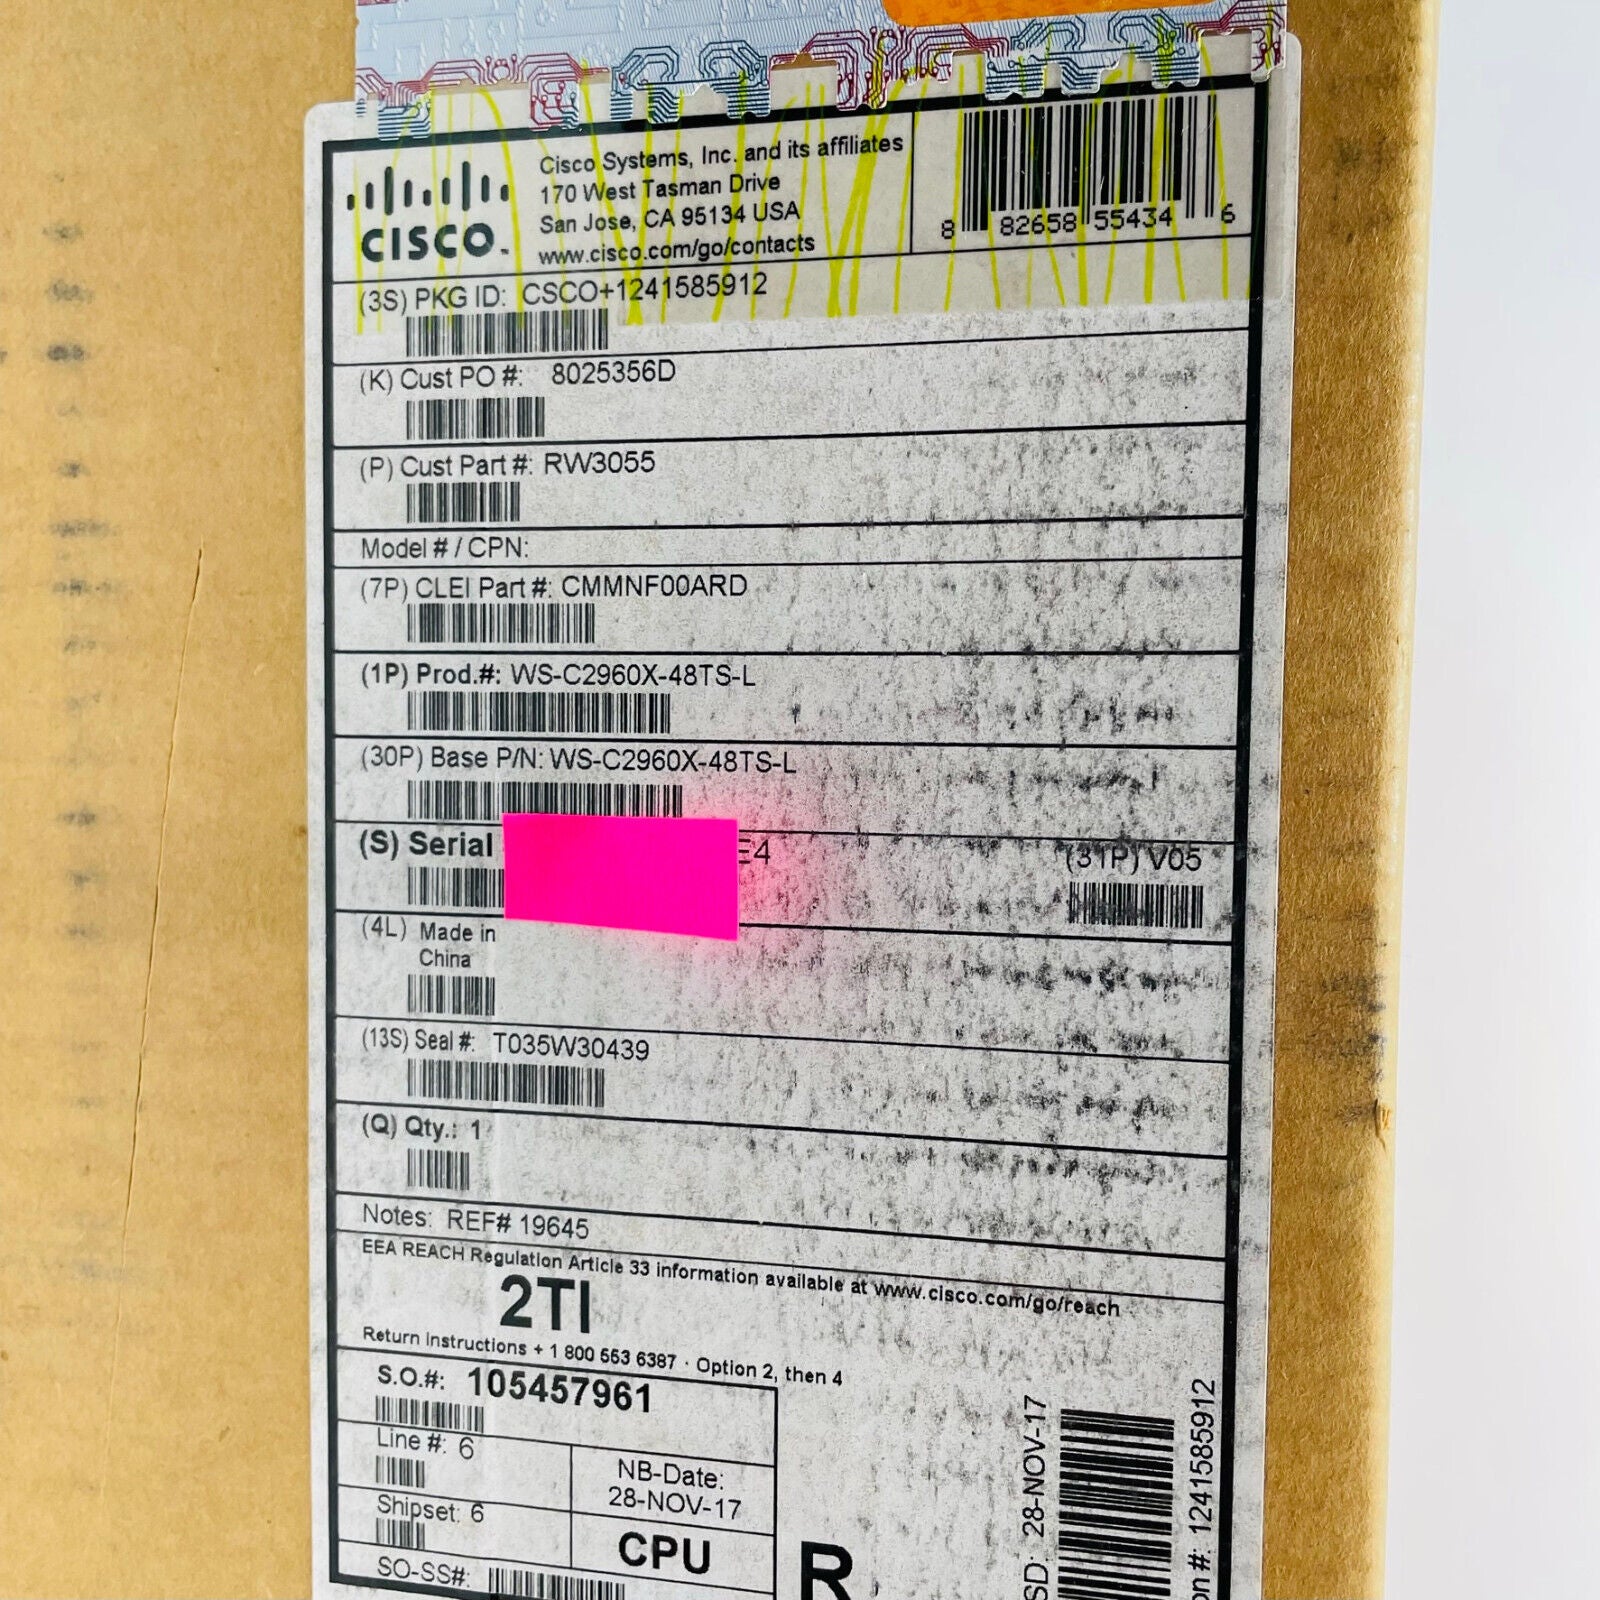 CISCO
Cisco Systems, Inc. and its affiliates
170 West Tasman Drive
San Jose, CA 95134 USA
www.cisco.com/go/contacts
8 82658 55434 6
(3S) PKG ID: CSCO+1241585912
(K) Cust PO #: 8025356D
(P) Cust Part #: RW3055
Model # / CPN:
(7P) CLEI Part #: CMMNF00ARD
(1P) Prod.#: WS-C2960X-48TS-L
(30P) Base P/N: WS-C2960X-48TS-L
(S) Serial
(31P) V05
(4L) Made in
China
(13S) Seal #: T035W30439
(Q) Qty.: 1
Notes: REF# 19645
EEA REACH Regulation Article 33 information available at www.cisco.com/go/reach
2TI
Return Instructions + 1 800 553 6387 · Option 2, then 4
S.O.#: 105457961
Line #: 6
NB-Date:
28-NOV-17
Shipset: 6
CPU
SO-SS#:
R
SD: 28-NOV-17
on #: 1241585912